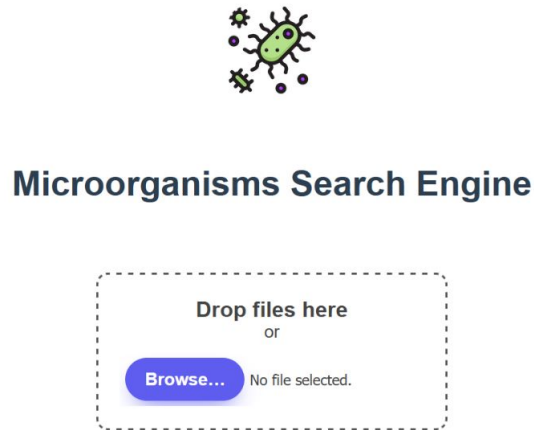 Microorganisms Search Engine
Drop files here
or
Browse... No file selected.